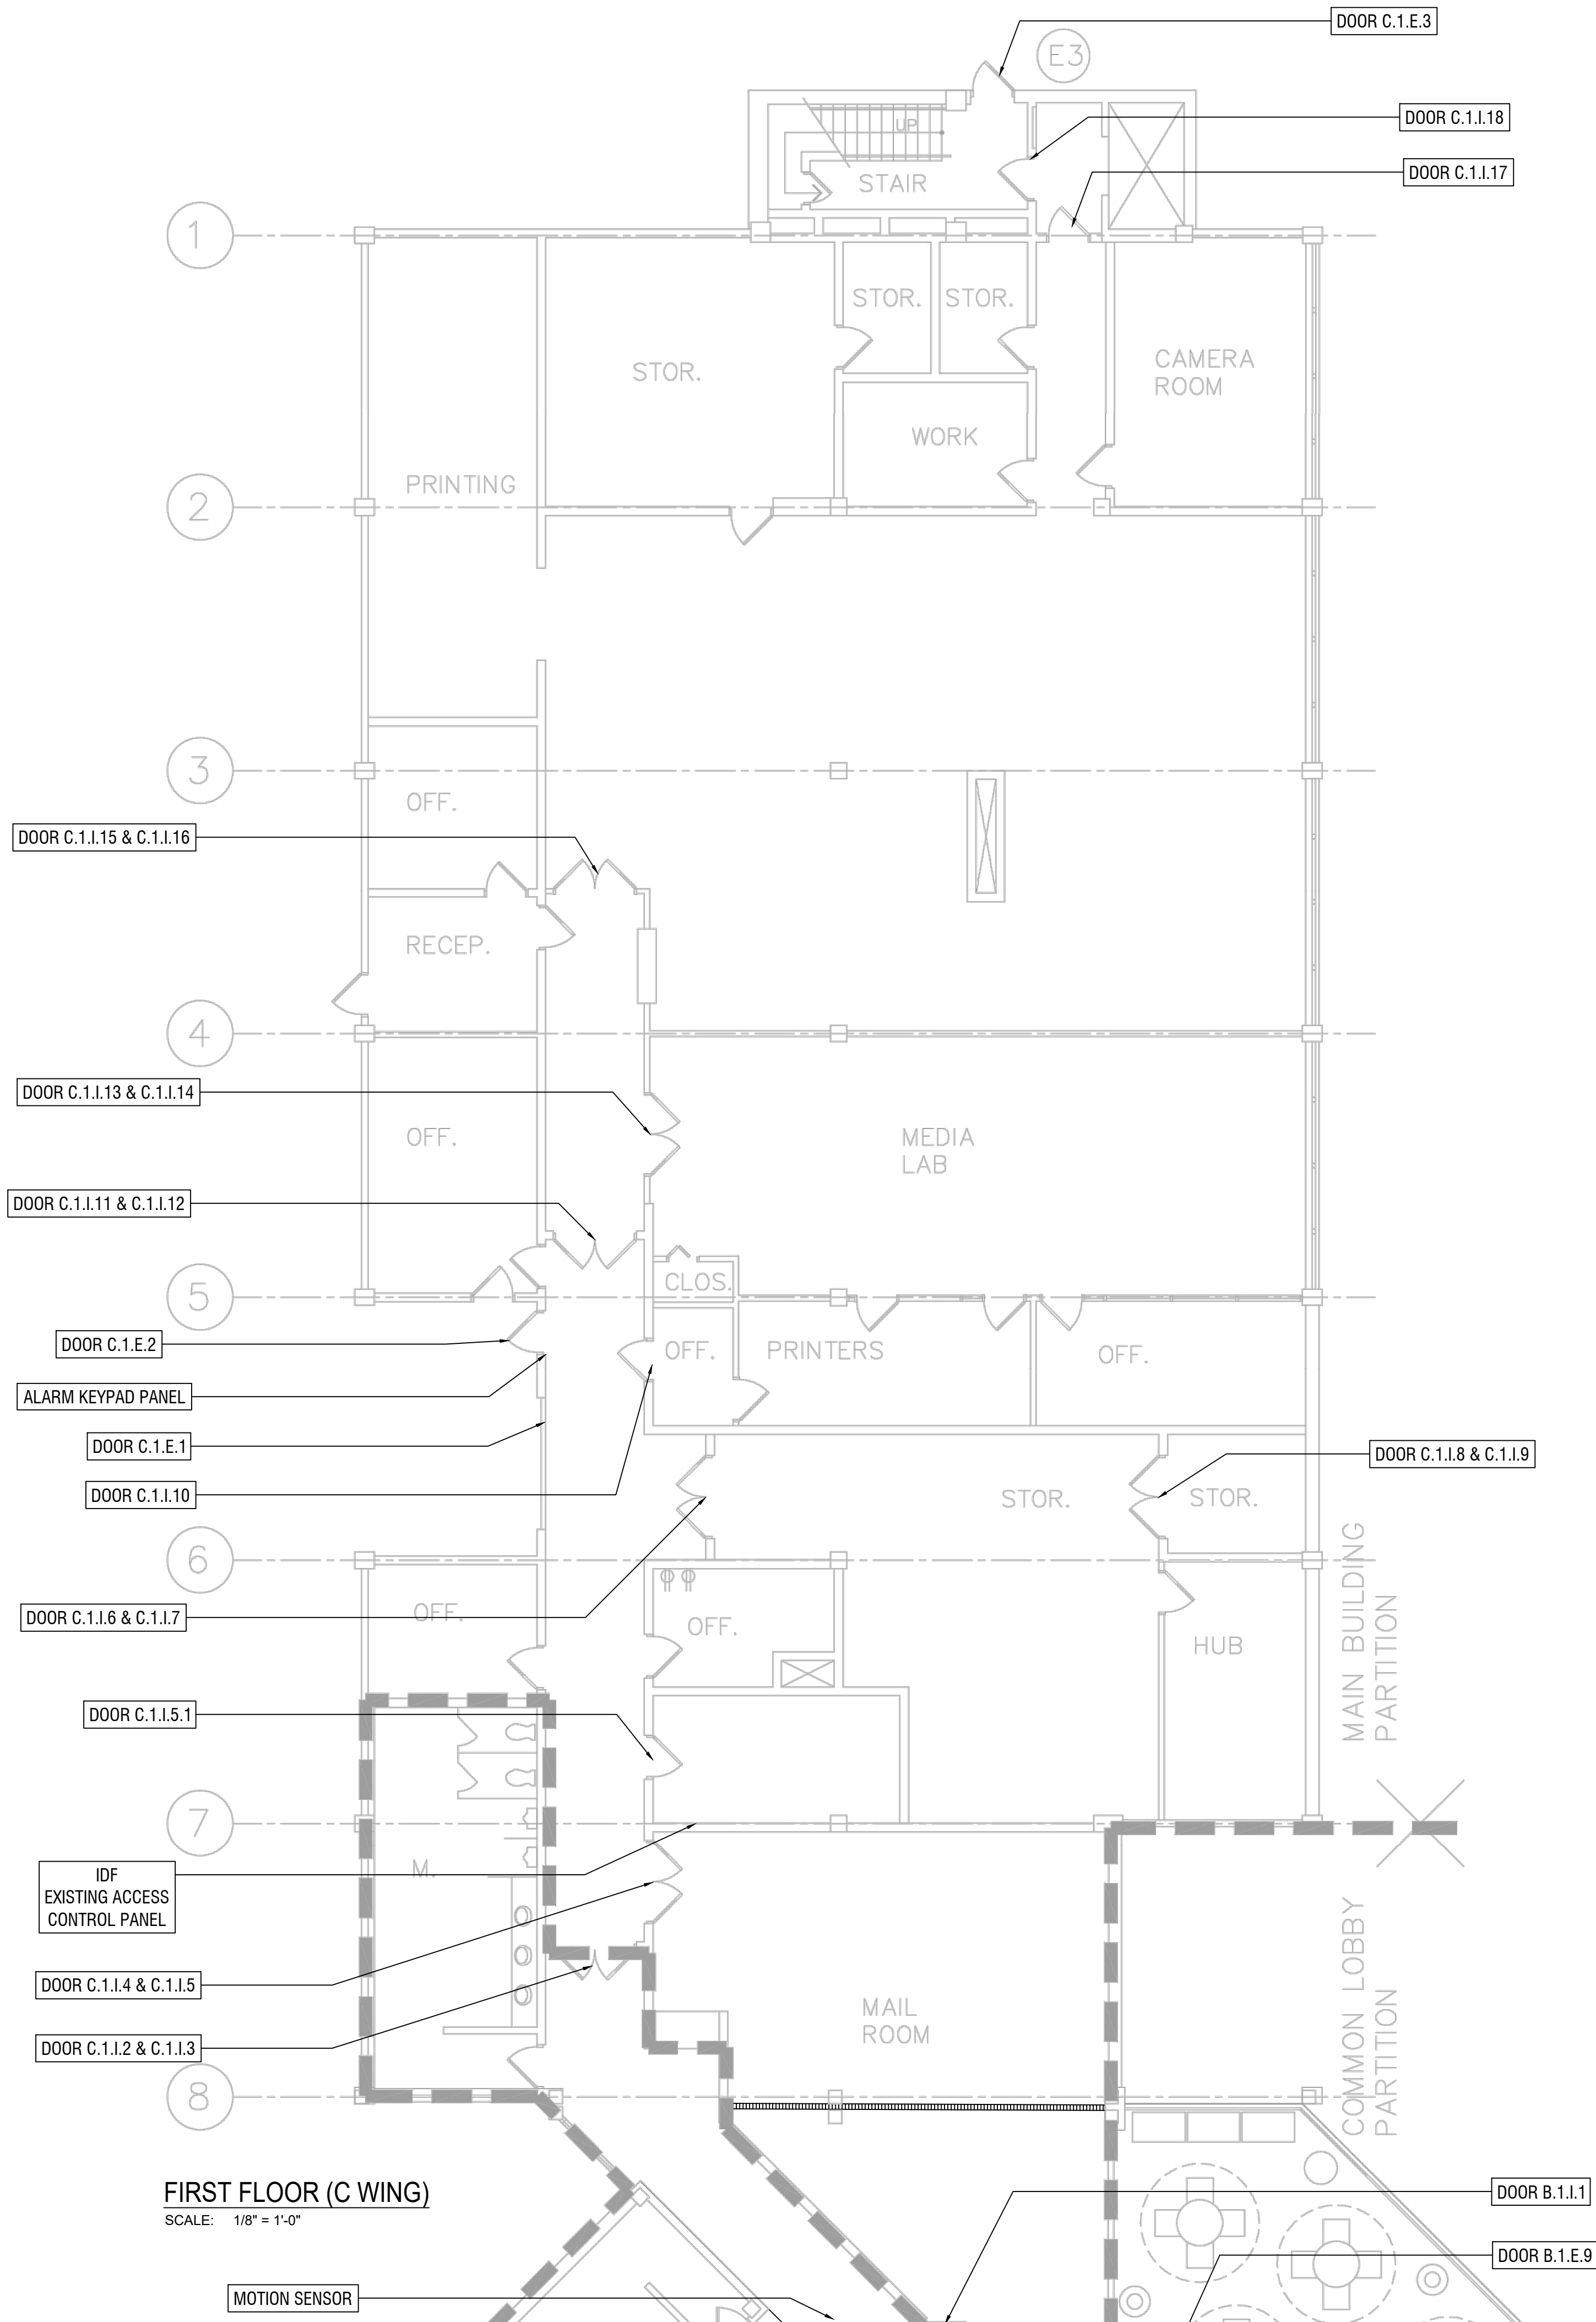 DOOR C.1.E.3
E3
DOOR C.1.I.18
UP
DOOR C.1.I.17
STAIR
1
STOR.
STOR.
STOR.
CAMERA
ROOM
WORK
PRINTING
2
3
OFF.
DOOR C.1.I.15 & C.1.I.16
RECEP.
4
DOOR C.1.I.13 & C.1.I.14
OFF.
MEDIA
LAB
DOOR C.1.I.11 & C.1.I.12
CLOS.
5
DOOR C.1.E.2
OFF.
PRINTERS
OFF.
ALARM KEYPAD PANEL
DOOR C.1.E.1
DOOR C.1.I.8 & C.1.I.9
DOOR C.1.I.10
STOR.
STOR.
6
MAIN BUILDING
PARTITION
DOOR C.1.I.6 & C.1.I.7
OFF.
OFF.
HUB
DOOR C.1.I.5.1
7
IDF
EXISTING ACCESS
CONTROL PANEL
M.
DOOR C.1.I.4 & C.1.I.5
COMMON LOBBY
PARTITION
MAIL
ROOM
DOOR C.1.I.2 & C.1.I.3
8
FIRST FLOOR (C WING)
SCALE: 1/8" = 1'-0"
DOOR B.1.I.1
DOOR B.1.E.9
MOTION SENSOR